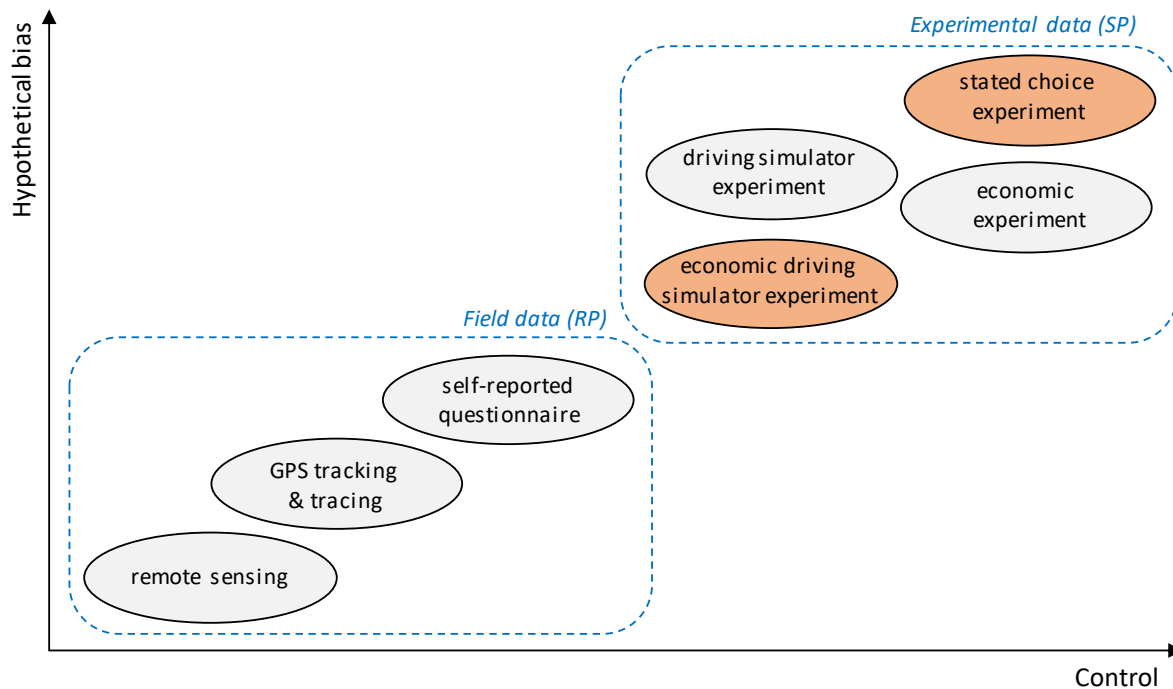 Hypothetical bias
Experimental data (SP)
stated choice
experiment
driving simulator
experiment
economic
experiment
economic driving
simulator experiment
Field data (RP)
self-reported
questionnaire
GPS tracking
& tracing
remote sensing
Control